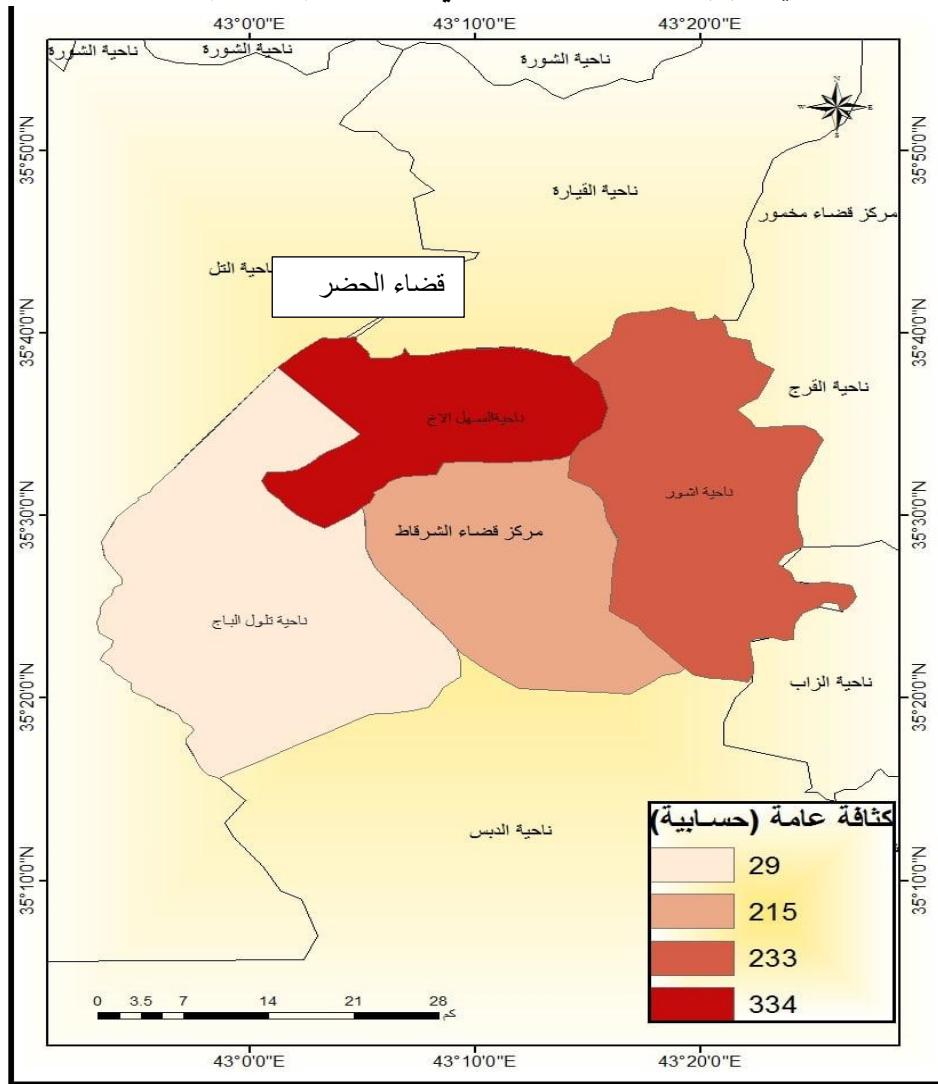 43°0'0"E
43°10'0"E
43°20'0"E
ناحية الشورة
ناحية الشورة
ناحية الشورة
N
W
E
S
35°50'0"N
35°50'0"N
ناحية القيارة
مركز قضاء مخمور
ناحية التل
قضاء الحضر
35°40'0"N
35°40'0"N
ناحية القرج
ناحيةالسهل الاخ
ناحية اشور
35°30'0"N
35°30'0"N
مركز قضاء الشرقاط
ناحية تلول الباج
ناحية الزاب
35°20'0"N
35°20'0"N
ناحية الدبس
كثافة عامة (حسابية)
29
215
233
334
35°10'0"N
35°10'0"N
0 3.5 7 14 21 28
كم
43°0'0"E
43°10'0"E
43°20'0"E